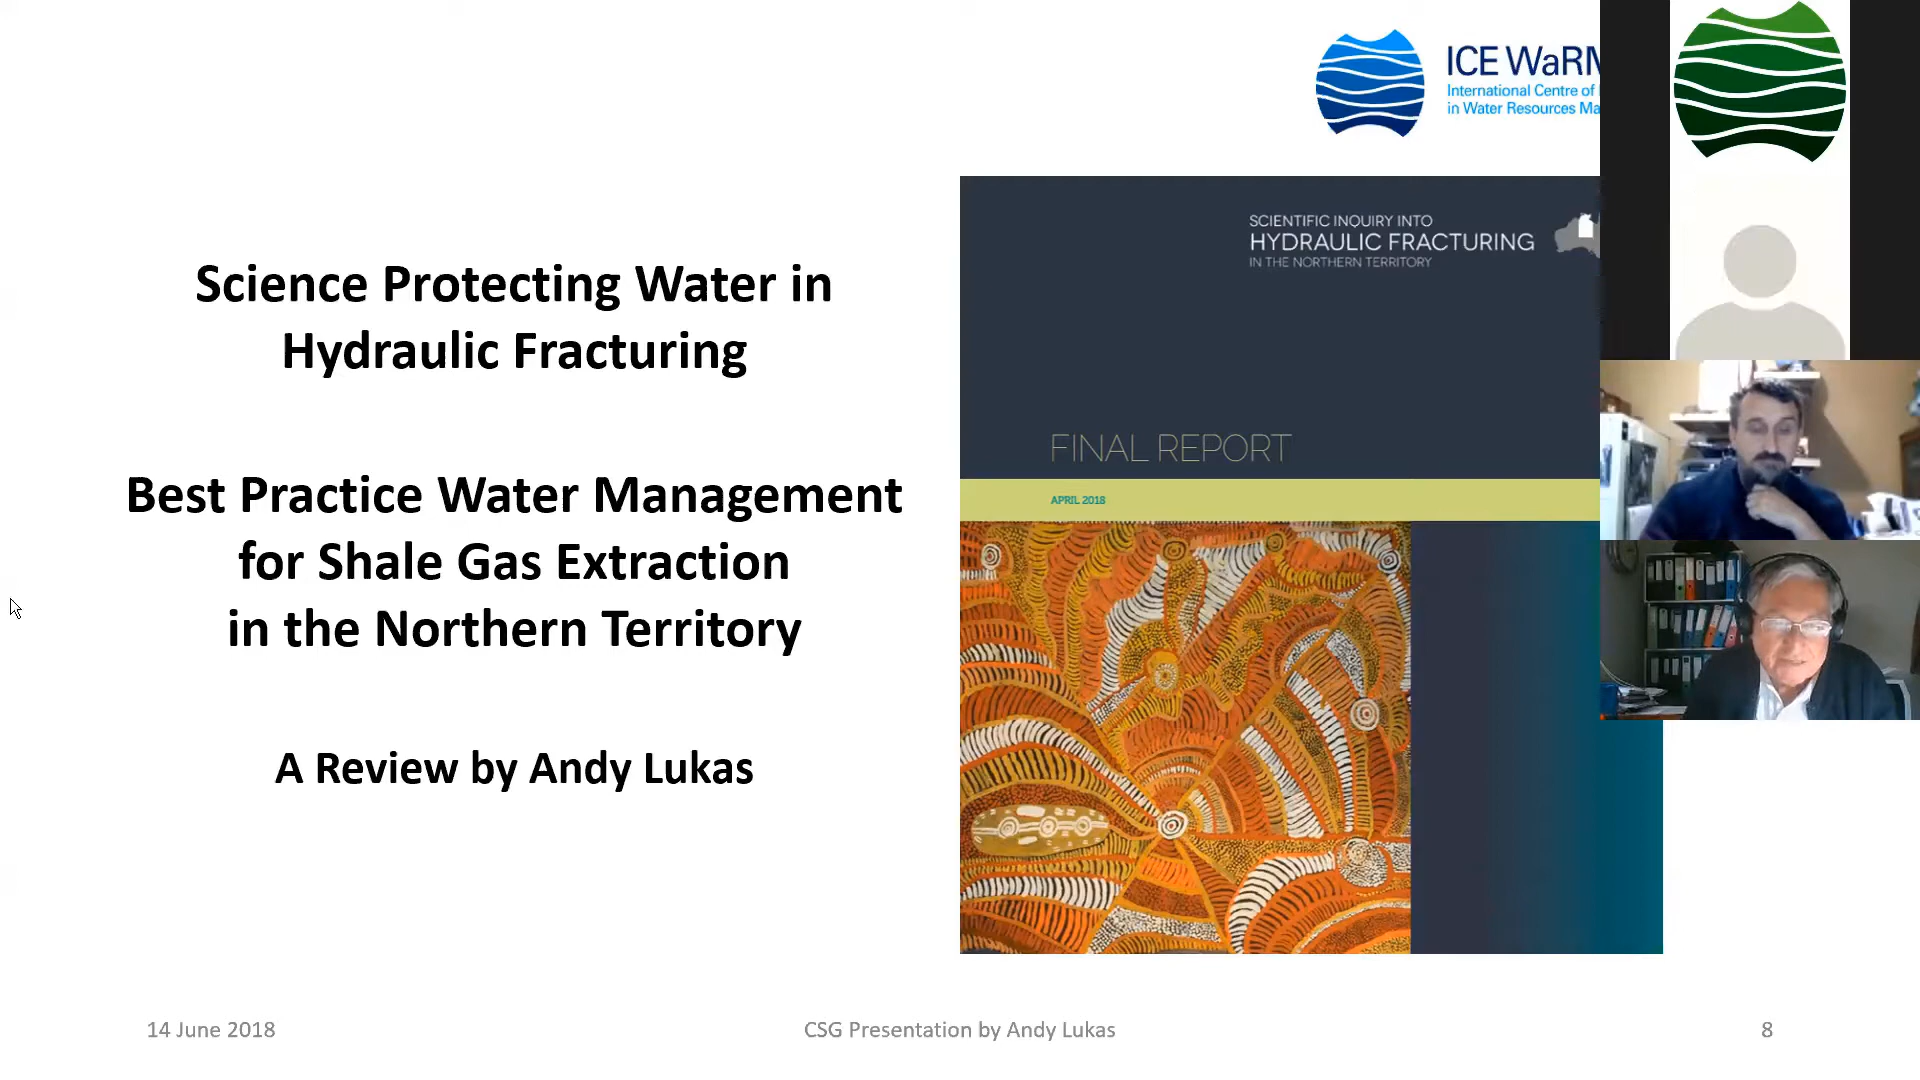 ICE WaRM
International Centre of
in Water Resources Ma
SCIENTIFIC INQUIRY INTO
HYDRAULIC FRACTURING
IN THE NORTHERN TERRITORY
FINAL REPORT
APRIL 2018
Science Protecting Water in
Hydraulic Fracturing
Best Practice Water Management
for Shale Gas Extraction
in the Northern Territory
A Review by Andy Lukas
14 June 2018
CSG Presentation by Andy Lukas
8